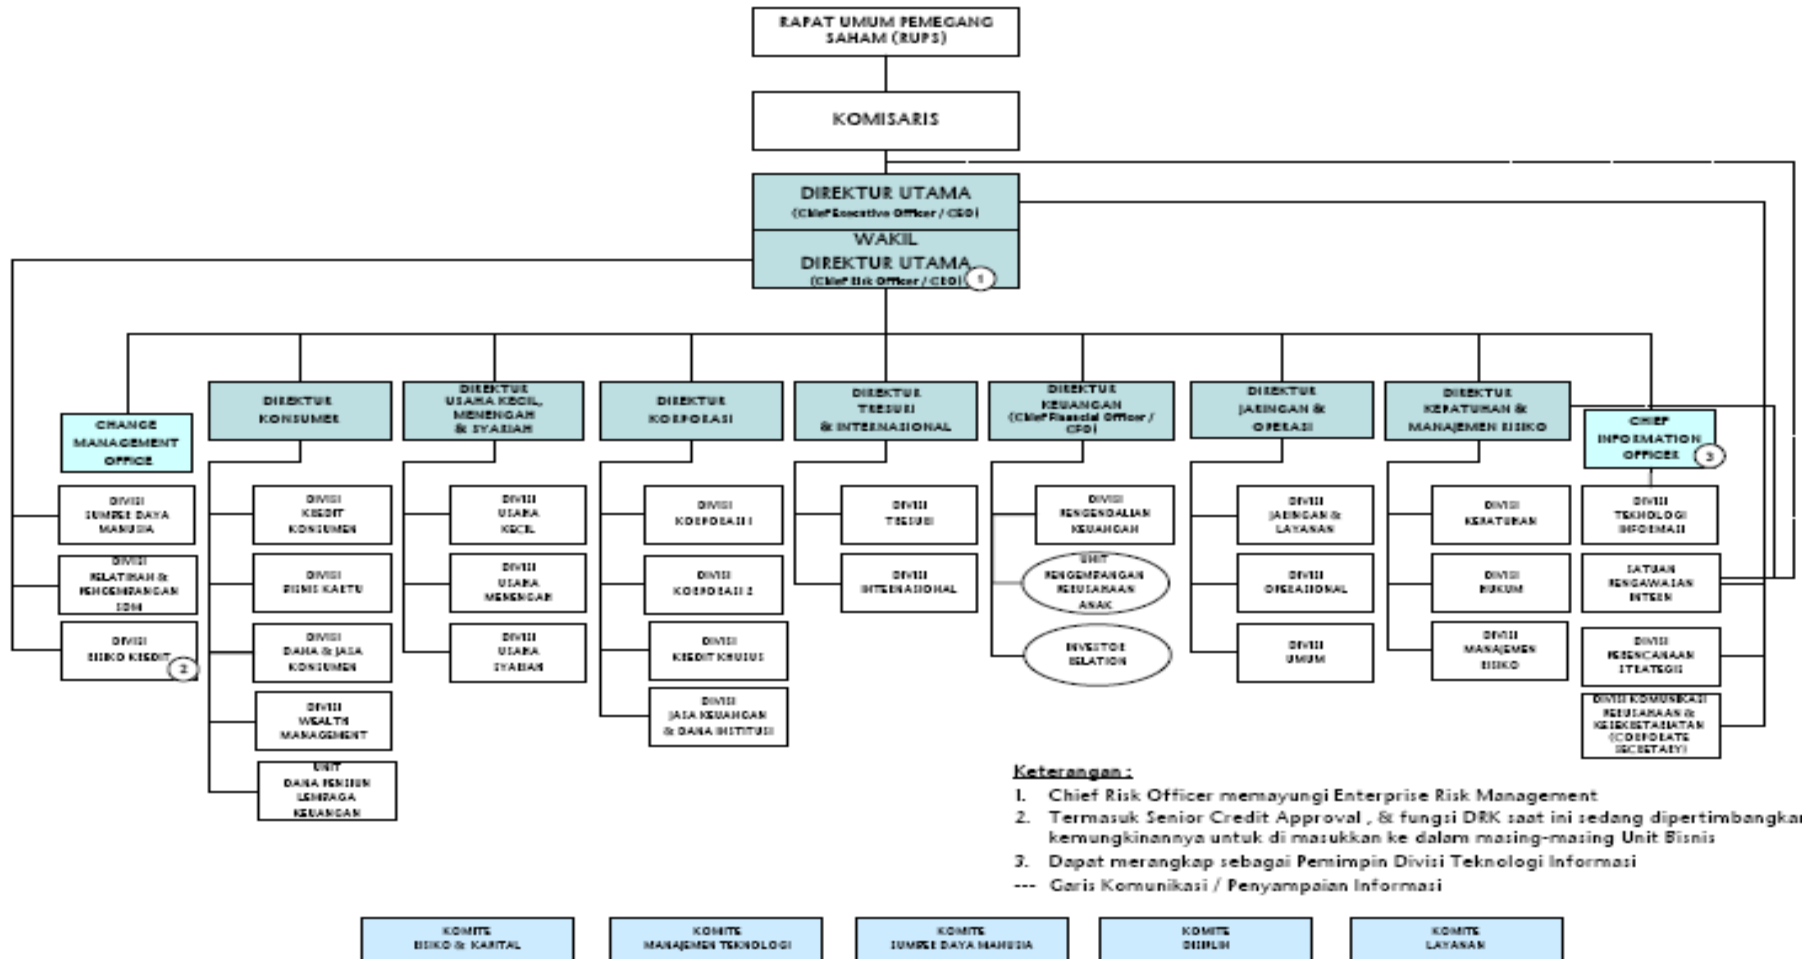 RAPAT UMUM PEMEGANG
SAHAM (RUPS)
KOMISARIS
DIREKTUR UTAMA
(Chief Executive Officer / CEO)
WAKIL
DIREKTUR UTAMA
(Chief Risk Officer / CRO)
1
CHANGE
MANAGEMENT
OFFICE
DIREKTUR
KONSUMER
DIREKTUR
USAHA KECIL,
MENENGAH
& SYARIAH
DIREKTUR
KORPORASI
DIREKTUR
TRESURI
& INTERNASIONAL
DIREKTUR
KEUANGAN
(Chief Financial Officer /
CFO)
DIREKTUR
JARINGAN &
OPERASI
DIREKTUR
KEPATUHAN &
MANAJEMEN RISIKO
CHIEF
INFORMATION
OFFICER
3
DIVISI
SUMBER DAYA
MANUSIA
DIVISI
PELATIHAN &
PENGEMBANGAN
SDM
DIVISI
RISIKO KREDIT
2
DIVISI
KREDIT
KONSUMEN
DIVISI
BISNIS KARTU
DIVISI
DANA & JASA
KONSUMEN
DIVISI
WEALTH
MANAGEMENT
UNIT
DANA PENSIUN
LEMBAGA
KEUANGAN
DIVISI
USAHA
KECIL
DIVISI
USAHA
MENENGAH
DIVISI
USAHA
SYARIAH
DIVISI
KORPORASI 1
DIVISI
KORPORASI 2
DIVISI
KREDIT KHUSUS
DIVISI
JASA KEUANGAN
& DANA INSTITUSI
DIVISI
TRESURI
DIVISI
INTERNASIONAL
DIVISI
PENGENDALIAN
KEUANGAN
UNIT
PENGEMBANGAN
PERUSAHAAN
ANAK
INVESTOR
RELATION
DIVISI
JARINGAN &
LAYANAN
DIVISI
OPERASIONAL
DIVISI
UMUM
DIVISI
KEPATUHAN
DIVISI
HUKUM
DIVISI
MANAJEMEN
RISIKO
DIVISI
TEKNOLOGI
INFORMASI
SATUAN
PENGAWASAN
INTERN
DIVISI
PERENCANAAN
STRATEGIS
DIVISI KOMUNIKASI
PERUSAHAAN &
KESEKRETARIATAN
(CORPORATE
SECRETARY)
Keterangan :
1. Chief Risk Officer memayungi Enterprise Risk Management
2. Termasuk Senior Credit Approval , & fungsi DRK saat ini sedang dipertimbangkan
kemungkinannya untuk di masukkan ke dalam masing-masing Unit Bisnis
3. Dapat merangkap sebagai Pemimpin Divisi Teknologi Informasi
--- Garis Komunikasi / Penyampaian Informasi
KOMITE
RISIKO & KAPITAL
KOMITE
MANAJEMEN TEKNOLOGI
KOMITE
SUMBER DAYA MANUSIA
KOMITE
DISIPLIN
KOMITE
LAYANAN